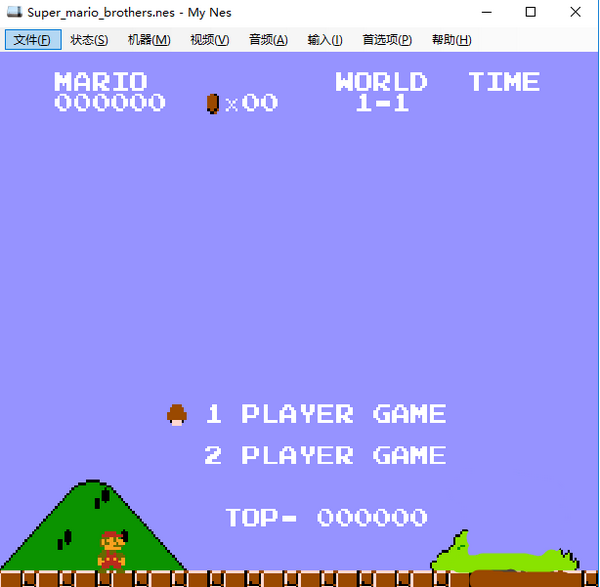 Super_mario_brothers.nes - My Nes
文件(F) 状态(S) 机器(M) 视频(V) 音频(A) 输入(I) 首选项(P) 帮助(H)
MARIO WORLD TIME
000000 x00 1-1
1 PLAYER GAME
2 PLAYER GAME
TOP- 000000